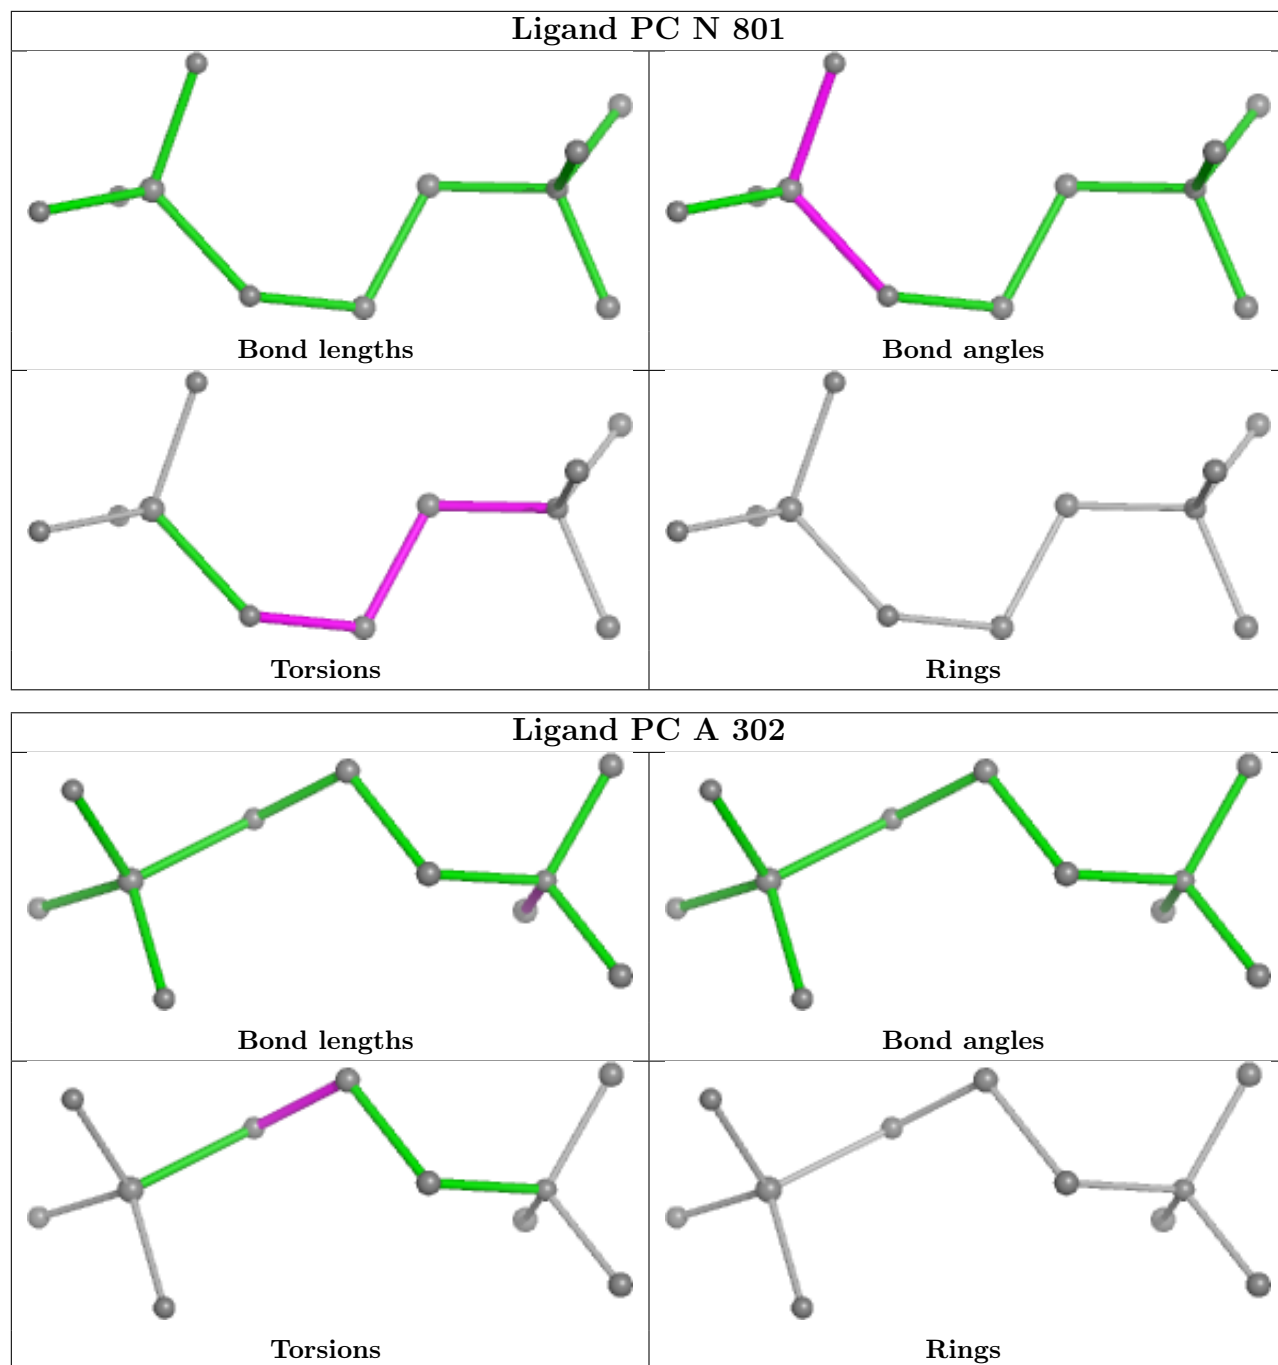 Ligand PC N 801
Bond lengths
Bond angles
Torsions
Rings
Ligand PC A 302
Bond lengths
Bond angles
Torsions
Rings